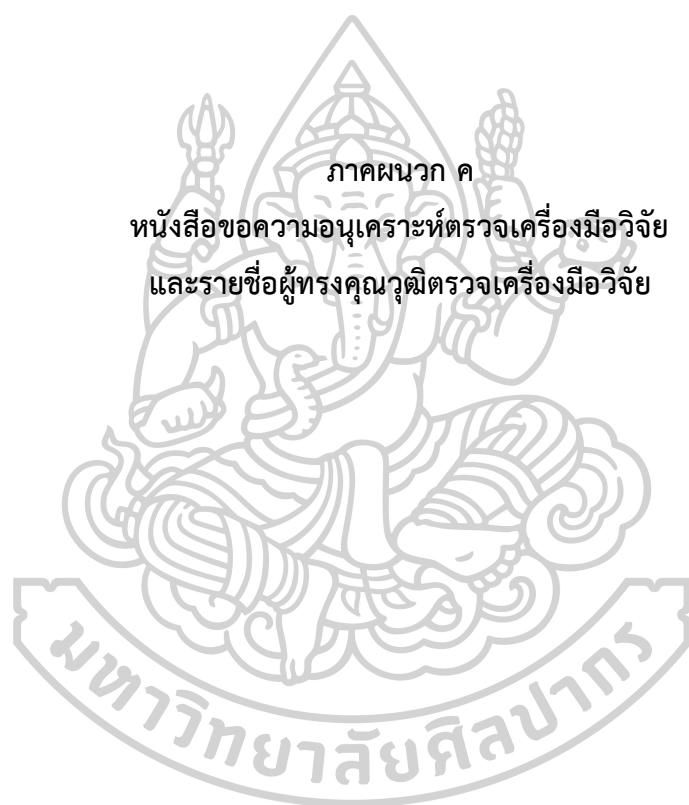 ภาคผนวก ค
หนังสือขอความอนุเคราะห์ตรวจเครื่องมือวิจัย
และรายชื่อผู้ทรงคุณวุฒิตรวจเครื่องมือวิจัย
มหาวิทยาลัยศิลปากร